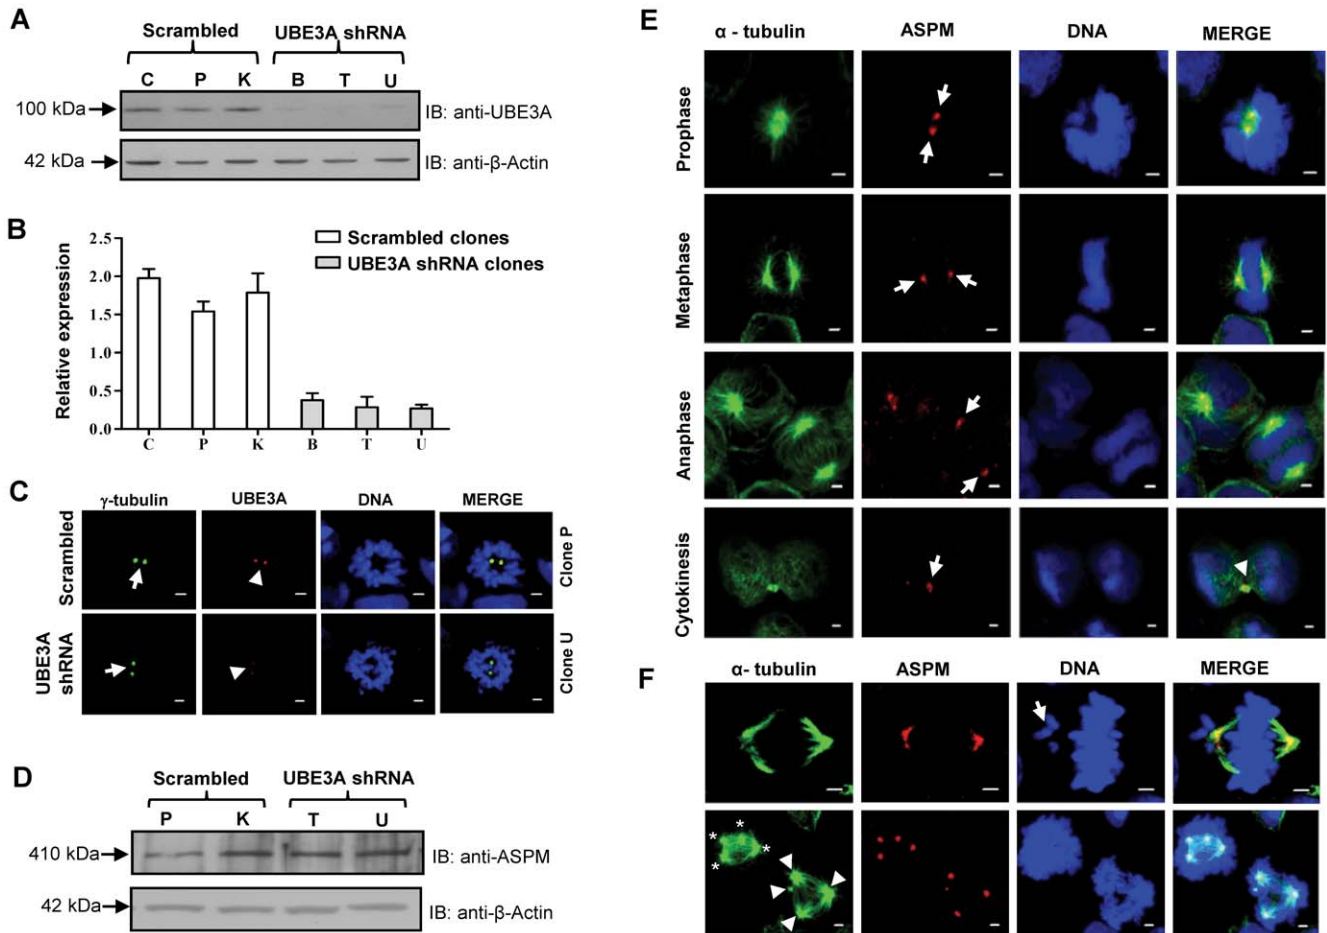 A
Scrambled UBE3A shRNA
C P K B T U
100 kDa IB: anti-UBE3A
42 kDa IB: anti-β-Actin
B
Relative expression
2.5
2.0
1.5
1.0
0.5
0.0
C P K B T U
Scrambled clones
UBE3A shRNA clones
C
γ-tubulin UBE3A DNA MERGE
Scrambled
Clone P
UBE3A
shRNA
Clone U
D
Scrambled UBE3A shRNA
P K T U
410 kDa IB: anti-ASPM
42 kDa IB: anti-β-Actin
E
α - tubulin ASPM DNA MERGE
Prophase
Metaphase
Anaphase
Cytokinesis
F
α- tubulin ASPM DNA MERGE
* * * *